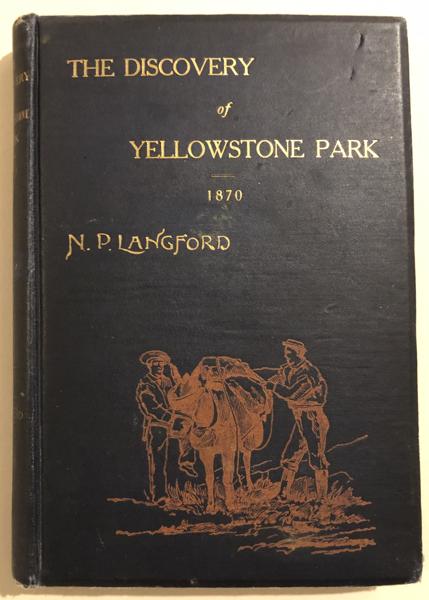 THE DISCOVERY
of
YELLOWSTONE PARK
1870
N. P. LANGFORD